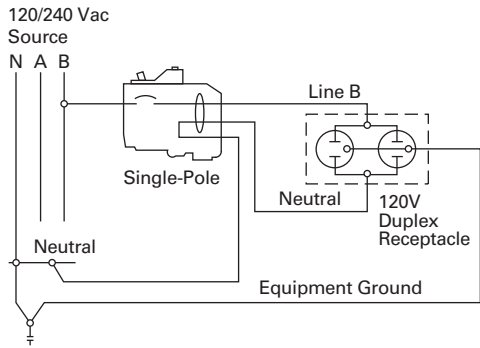 120/240 Vac
Source
N A B
Line B
Single-Pole
Neutral
120V
Duplex
Receptacle
Neutral
Equipment Ground